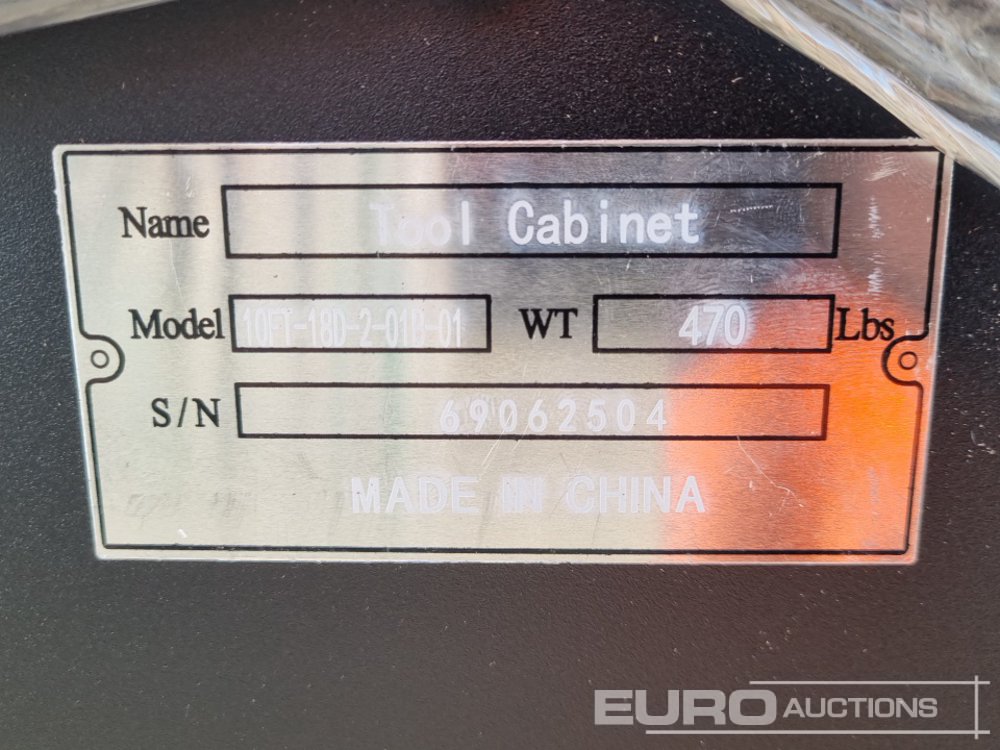 Name Tool Cabinet
Model 10FT-18D-2-01B-01 WT 470 Lbs
S/N 69062504
MADE IN CHINA
EURO AUCTIONS